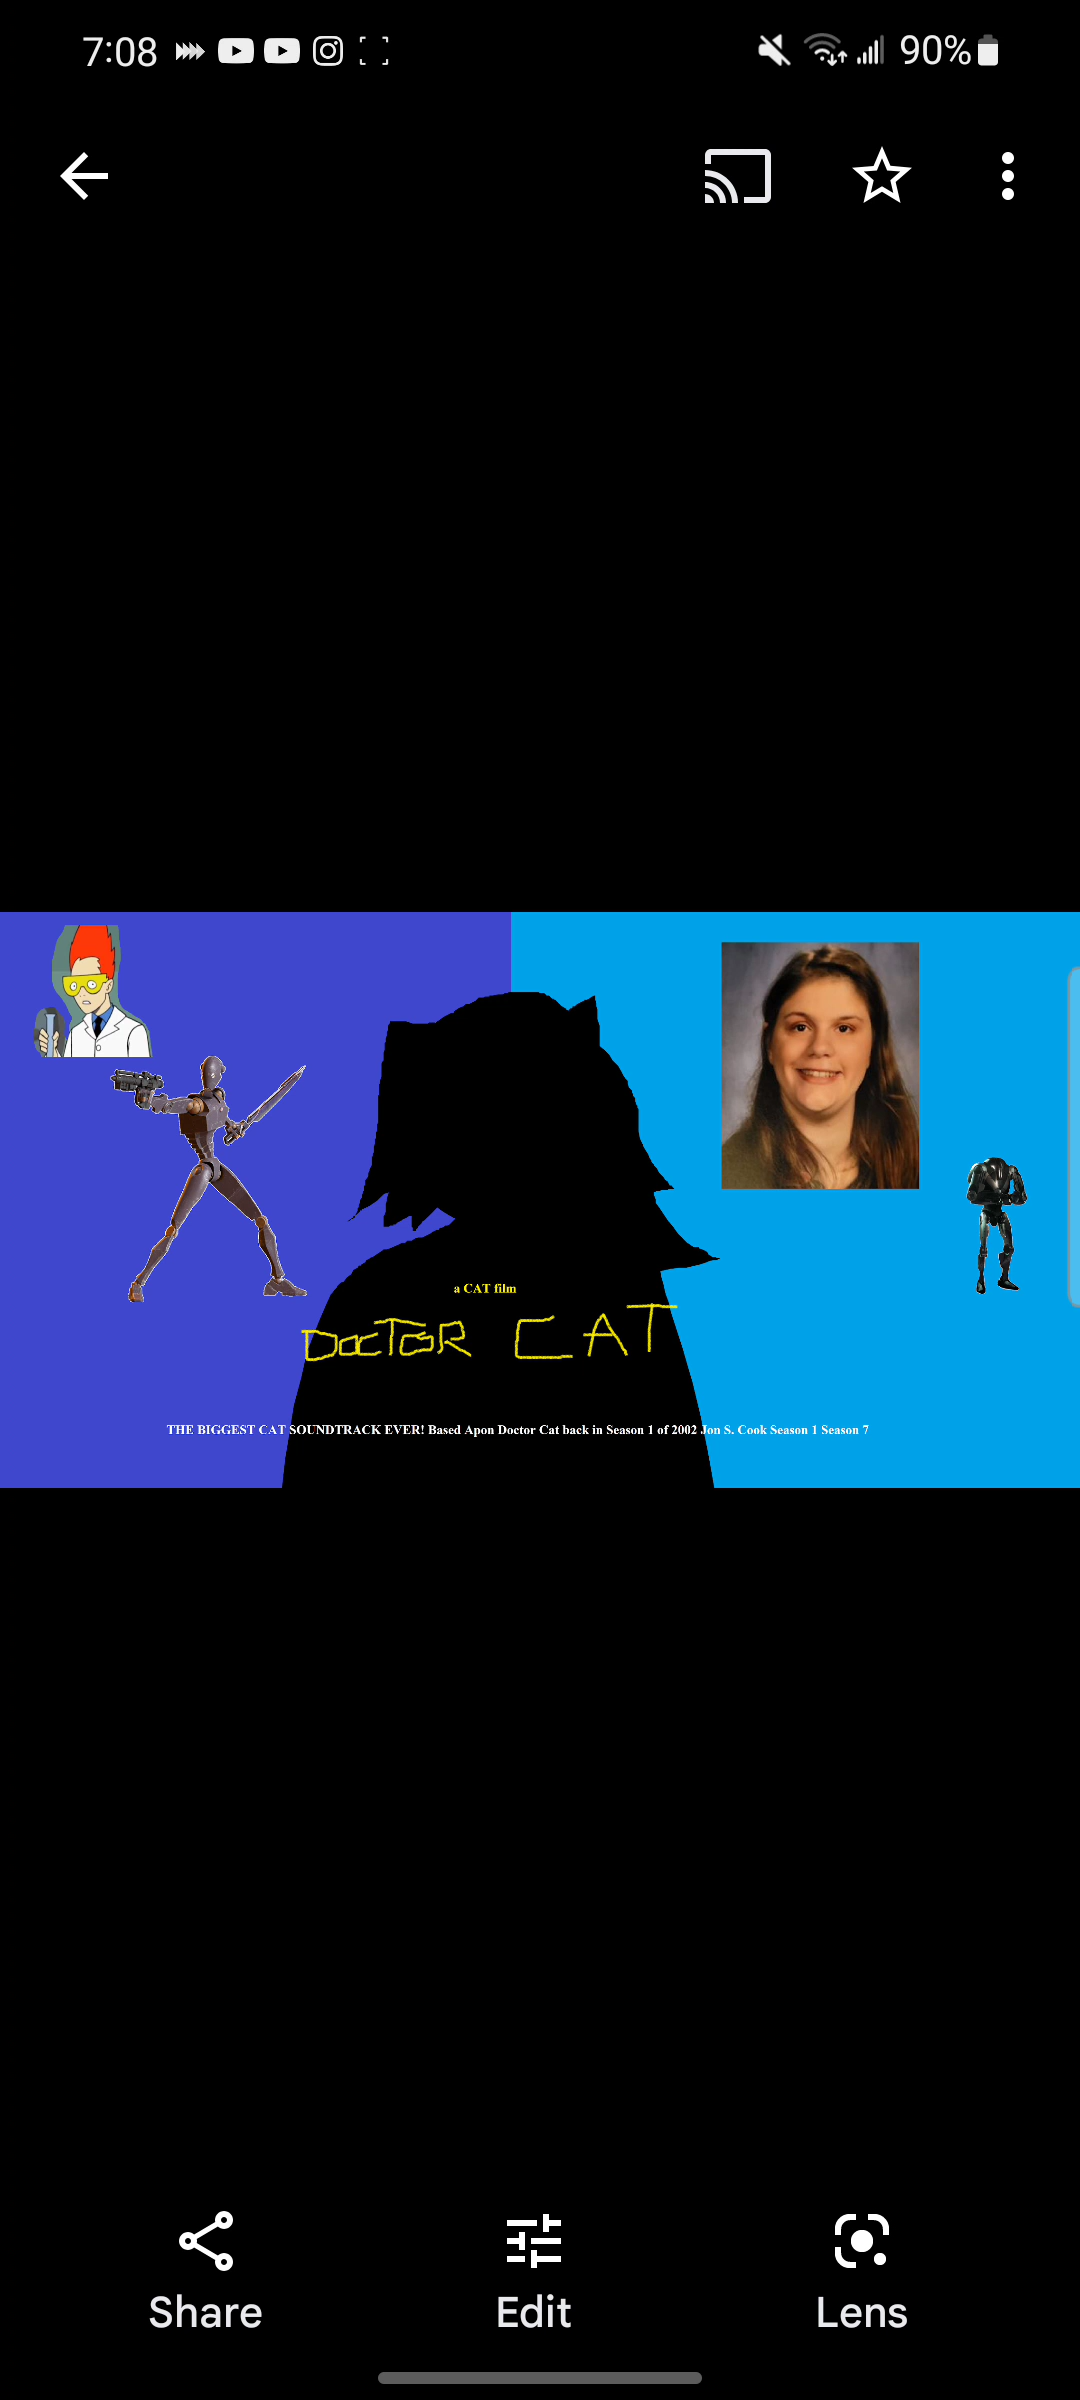 7:08
90%
a CAT film
DOCTOR CAT
THE BIGGEST CAT SOUNDTRACK EVER! Based Apon Doctor Cat back in Season 1 of 2002 Jon S. Cook Season 1 Season 7
Share Edit Lens